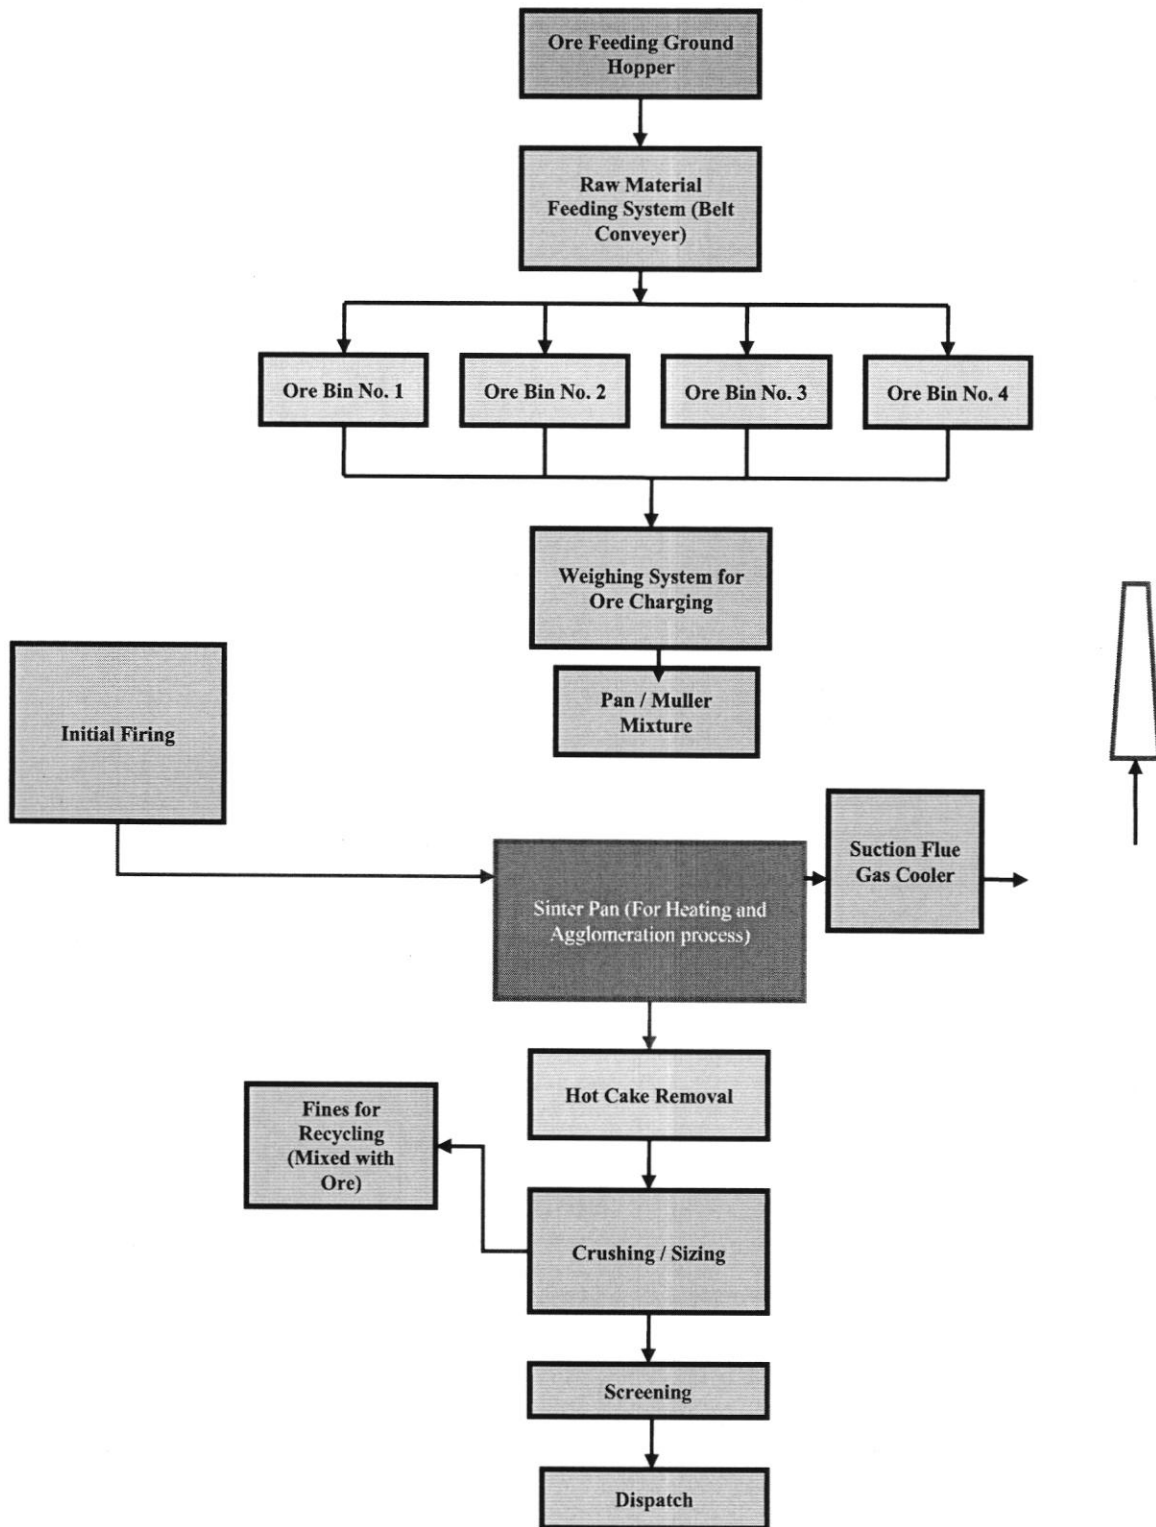 Ore Feeding Ground
Hopper
Raw Material
Feeding System (Belt
Conveyer)
Ore Bin No. 1
Ore Bin No. 2
Ore Bin No. 3
Ore Bin No. 4
Weighing System for
Ore Charging
Pan / Muller
Mixture
Initial Firing
Suction Flue
Gas Cooler
Sinter Pan (For Heating and
Agglomeration process)
Hot Cake Removal
Fines for
Recycling
(Mixed with
Ore)
Crushing / Sizing
Screening
Dispatch